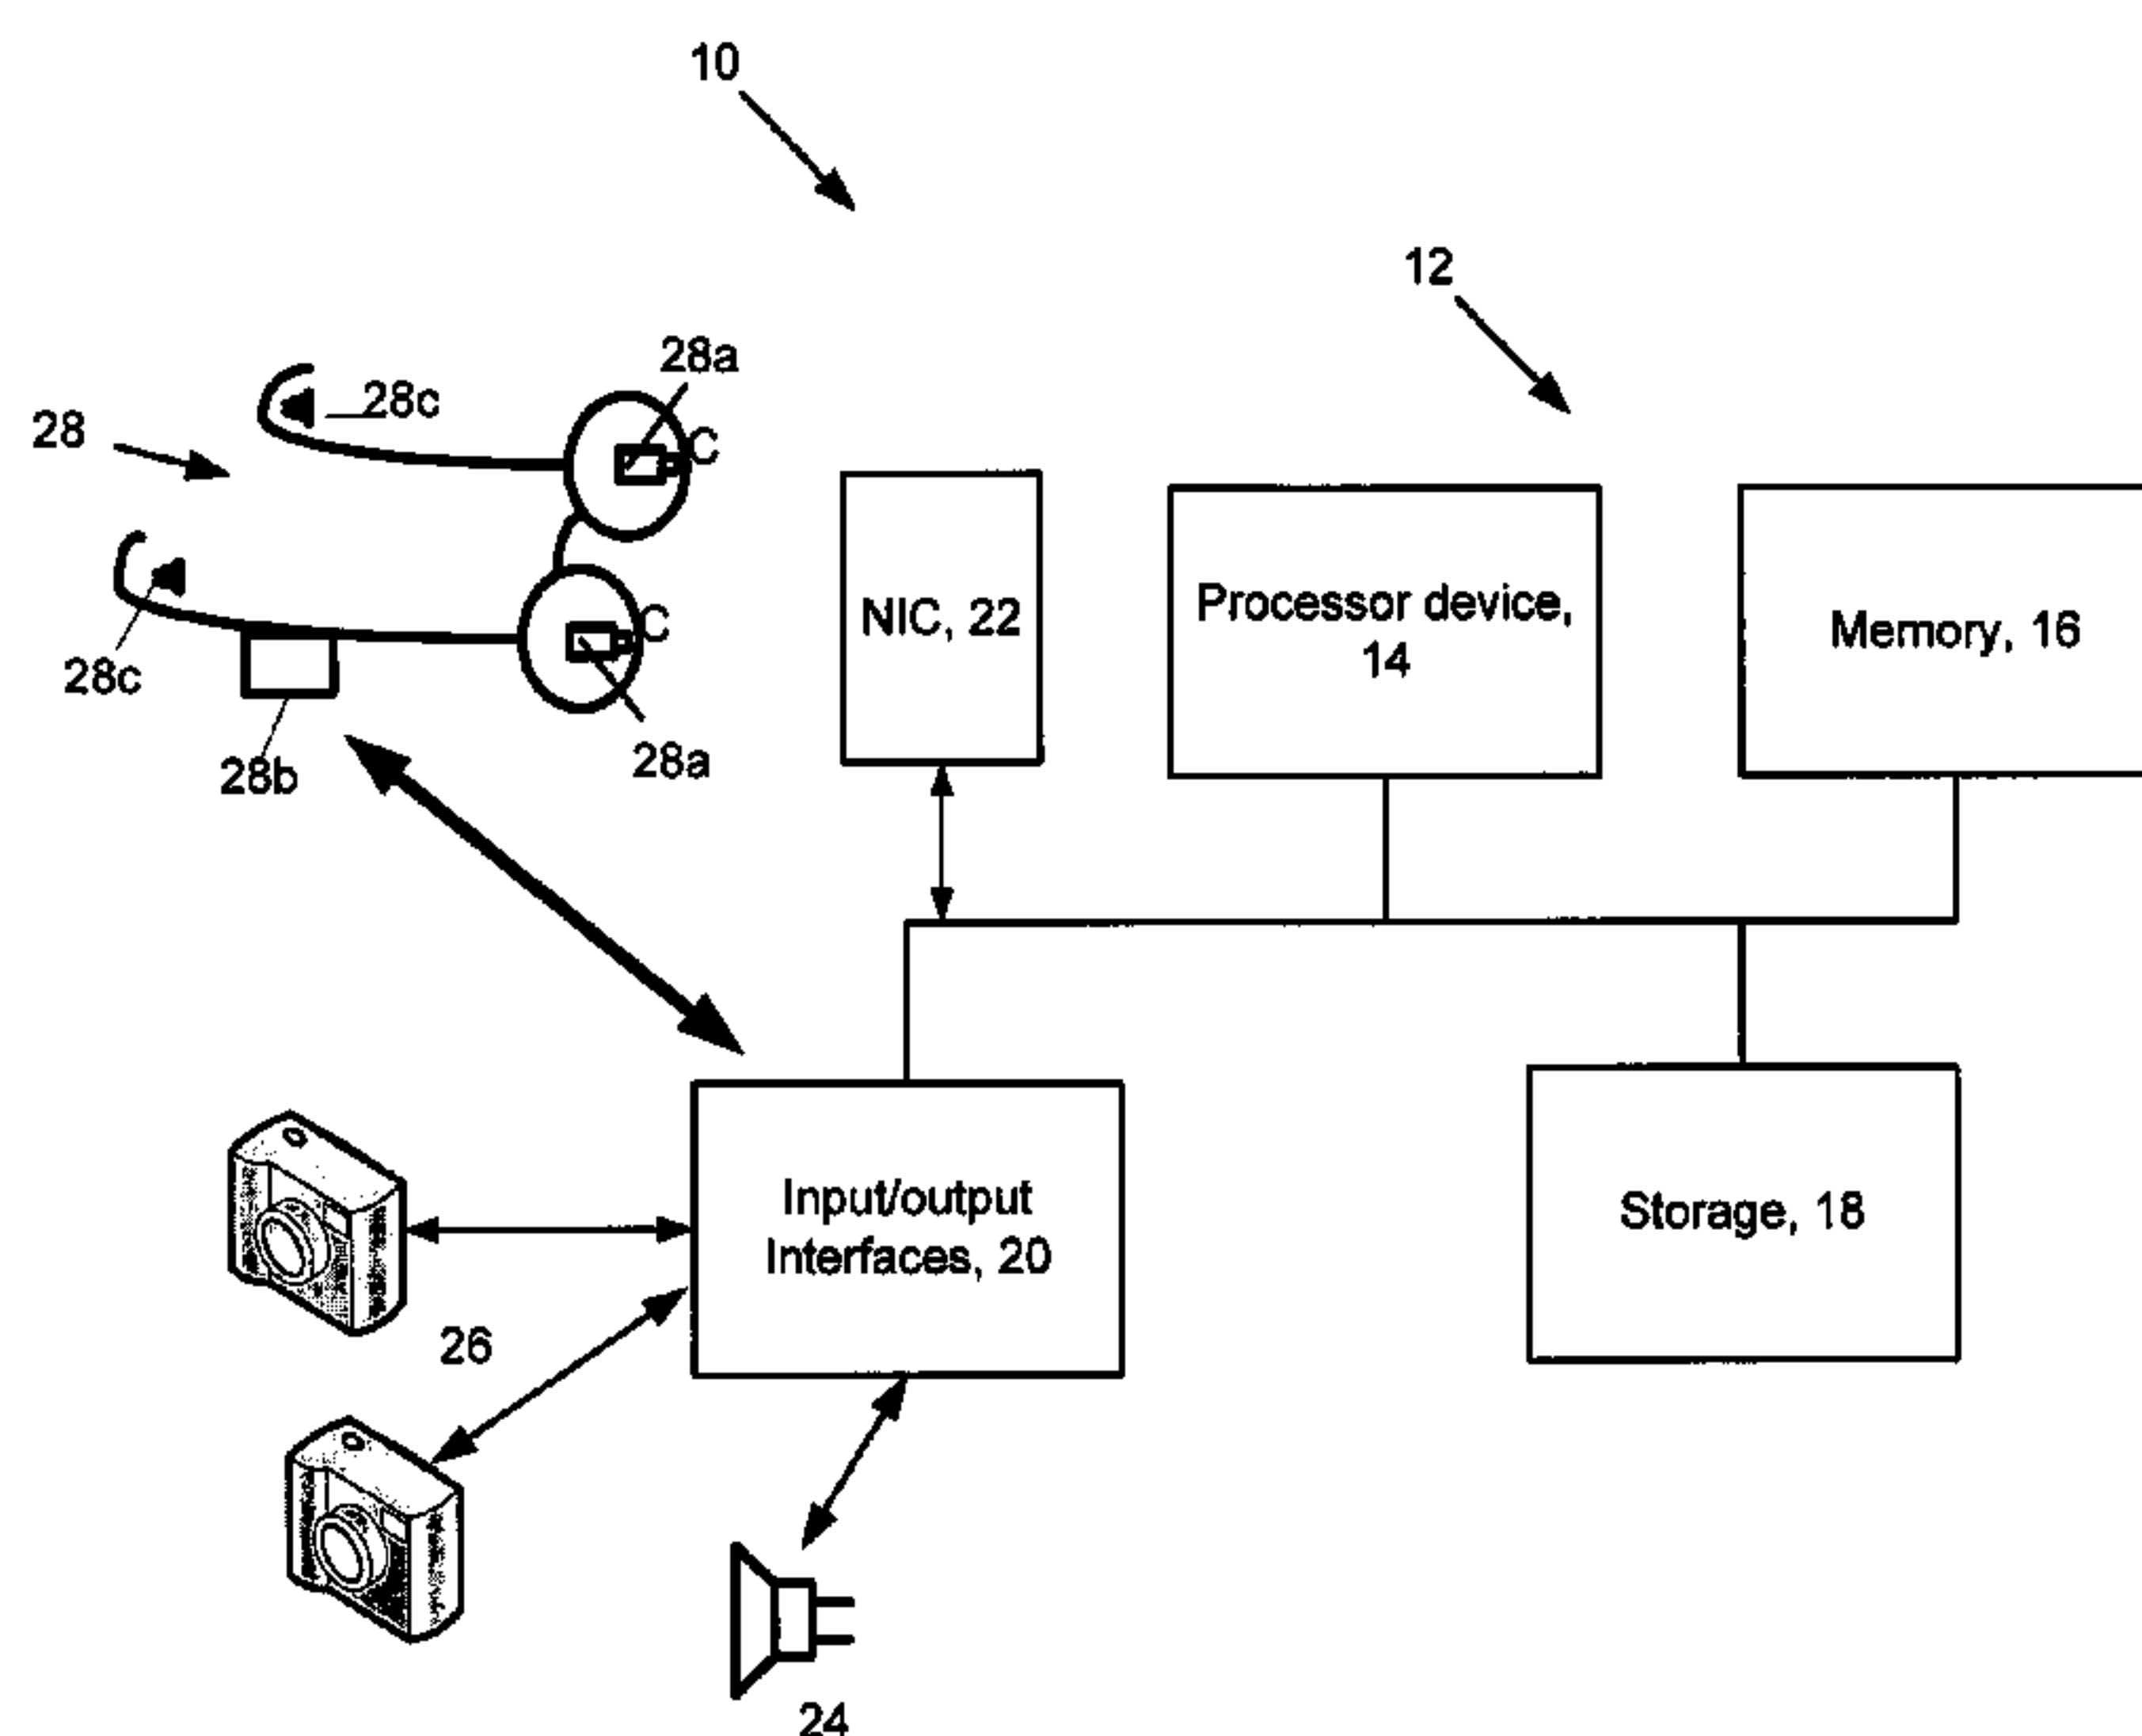 10
12
28a
28c
C
28
NIC, 22
Processor device,
14
Memory, 16
C
28c
28a
28b
Input/output
Interfaces, 20
Storage, 18
26
24